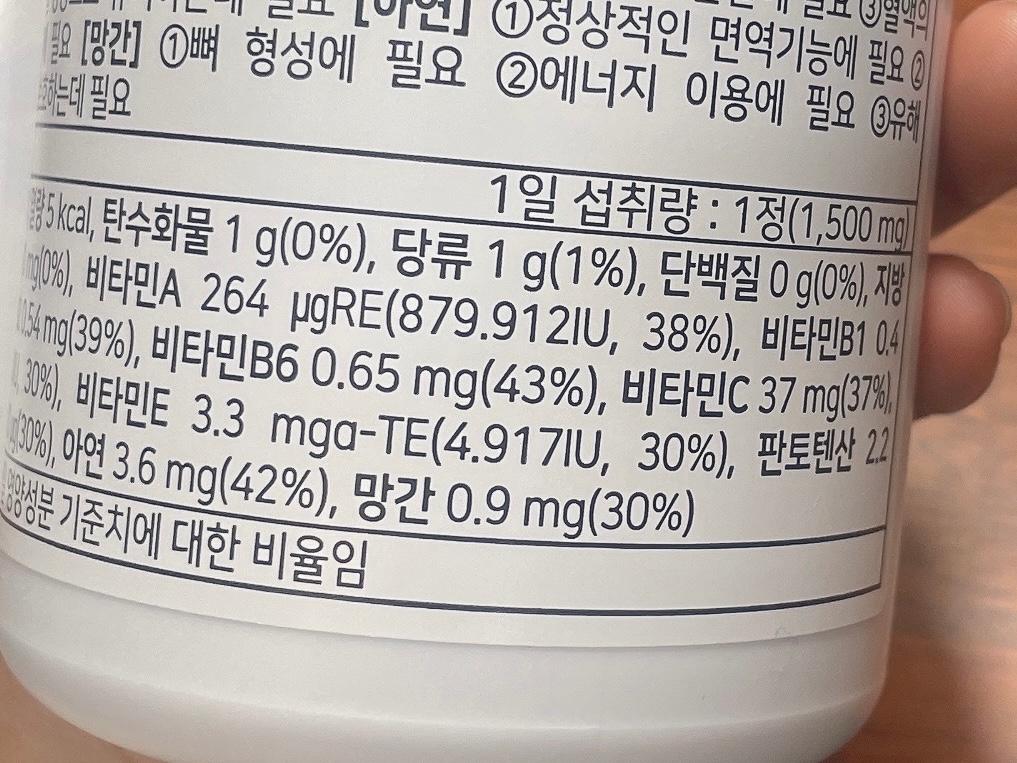 필요 [아연] ①정상적인 면역기능에 필요 ②
필요 [망간] ①뼈 형성에 필요 ②에너지 이용에 필요 ③유해
하는데 필요
1일 섭취량 : 1정(1,500 mg)
열량 5 kcal, 탄수화물 1 g(0%), 당류 1 g(1%), 단백질 0 g(0%), 지방
mg(0%), 비타민A 264 μgRE(879.912IU, 38%), 비타민B1 0.4
0.54 mg(39%), 비타민B6 0.65 mg(43%), 비타민C 37 mg(37%),
30%), 비타민E 3.3 mgα-TE(4.917IU, 30%), 판토텐산 2.2
(30%), 아연 3.6 mg(42%), 망간 0.9 mg(30%)
영양성분 기준치에 대한 비율임